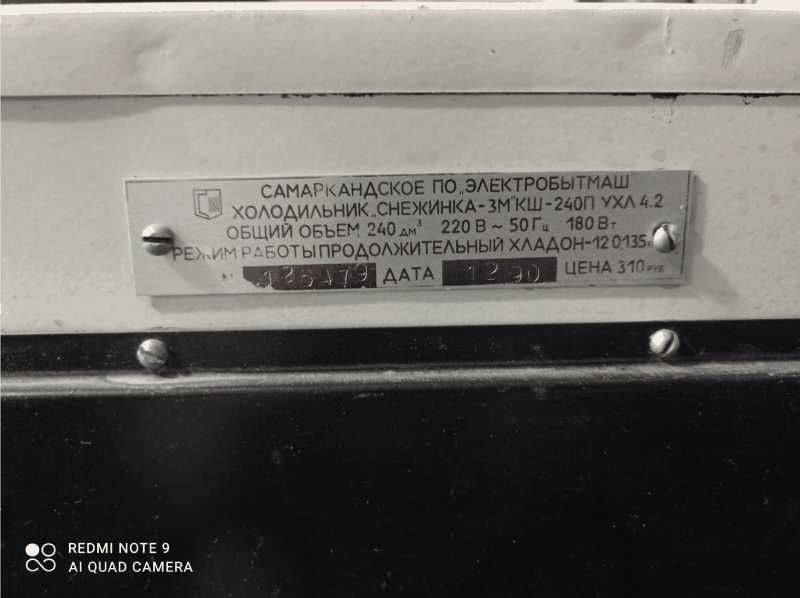 САМАРКАНДСКОЕ ПО „ЭЛЕКТРОБЫТМАШ
ХОЛОДИЛЬНИК „СНЕЖИНКА-3М" КШ-240П УХЛ 4.2
ОБЩИЙ ОБЪЕМ 240 дм³ 220 В ~ 50 Гц 180 Вт
РЕЖИМ РАБОТЫ ПРОДОЛЖИТЕЛЬНЫЙ ХЛАДОН-12 0,135
№ ДАТА 12 90 ЦЕНА 310 РУБ
REDMI NOTE 9
AI QUAD CAMERA